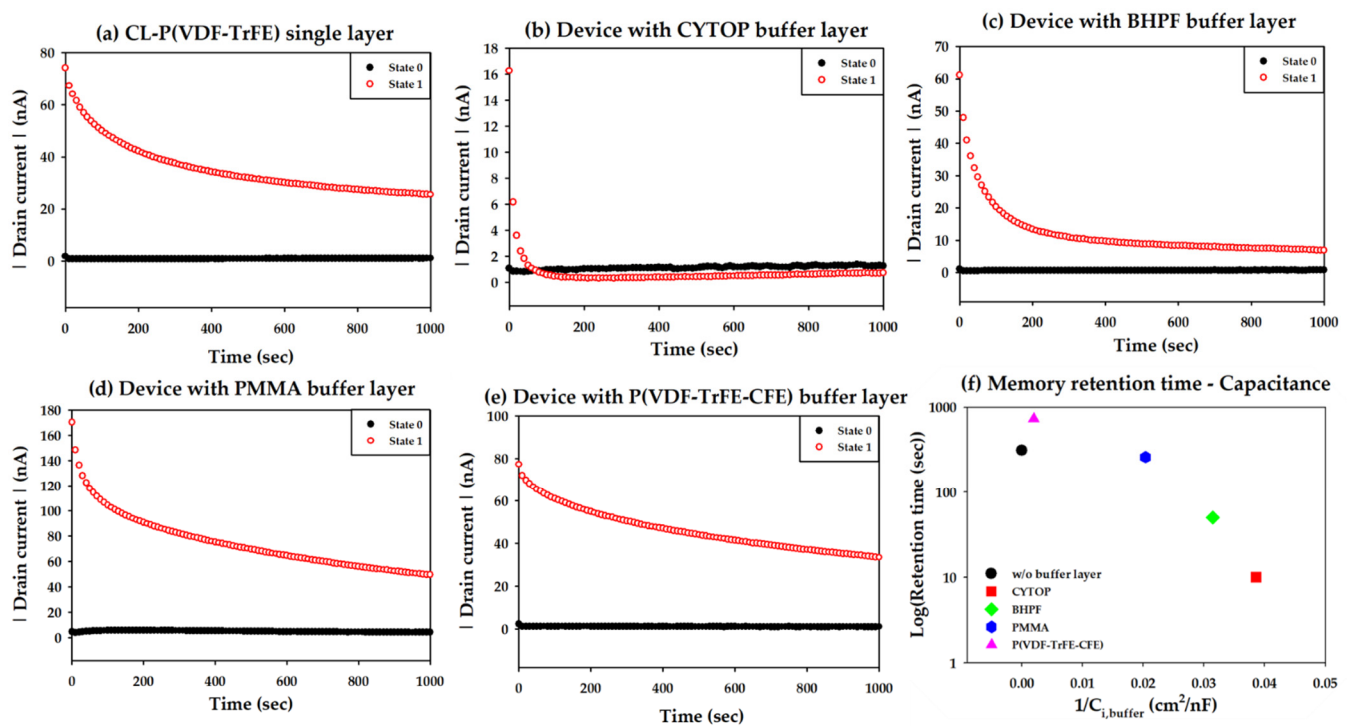 (a) CL-P(VDF-TrFE) single layer
80
60
40
20
0
| Drain current | (nA)
State 0
State 1
0 200 400 600 800 1000
Time (sec)
(b) Device with CYTOP buffer layer
18
16
14
12
10
8
6
4
2
0
| Drain current | (nA)
State 0
State 1
0 200 400 600 800 1000
Time (sec)
(c) Device with BHPF buffer layer
70
60
50
40
30
20
10
0
| Drain current | (nA)
State 0
State 1
0 200 400 600 800 1000
Time (sec)
(d) Device with PMMA buffer layer
180
160
140
120
100
80
60
40
20
0
| Drain current | (nA)
State 0
State 1
0 200 400 600 800 1000
Time (sec)
(e) Device with P(VDF-TrFE-CFE) buffer layer
100
80
60
40
20
0
| Drain current | (nA)
State 0
State 1
0 200 400 600 800 1000
Time (sec)
(f) Memory retention time - Capacitance
1000
100
10
1
Log(Retention time (sec))
w/o buffer layer
CYTOP
BHPF
PMMA
P(VDF-TrFE-CFE)
0.00 0.01 0.02 0.03 0.04 0.05
1/Ci,buffer (cm²/nF)